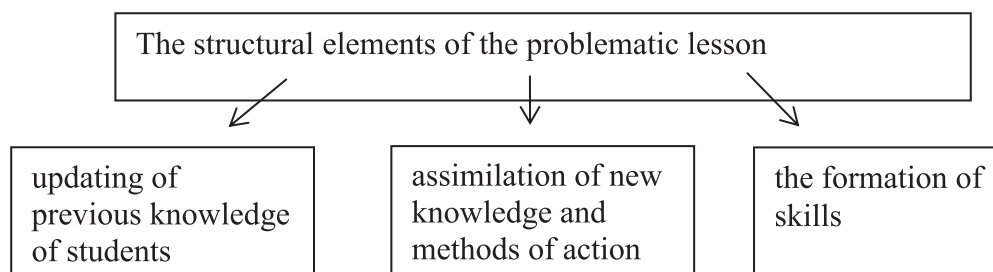 The structural elements of the problematic lesson
updating of
previous knowledge
of students
assimilation of new
knowledge and
methods of action
the formation of
skills